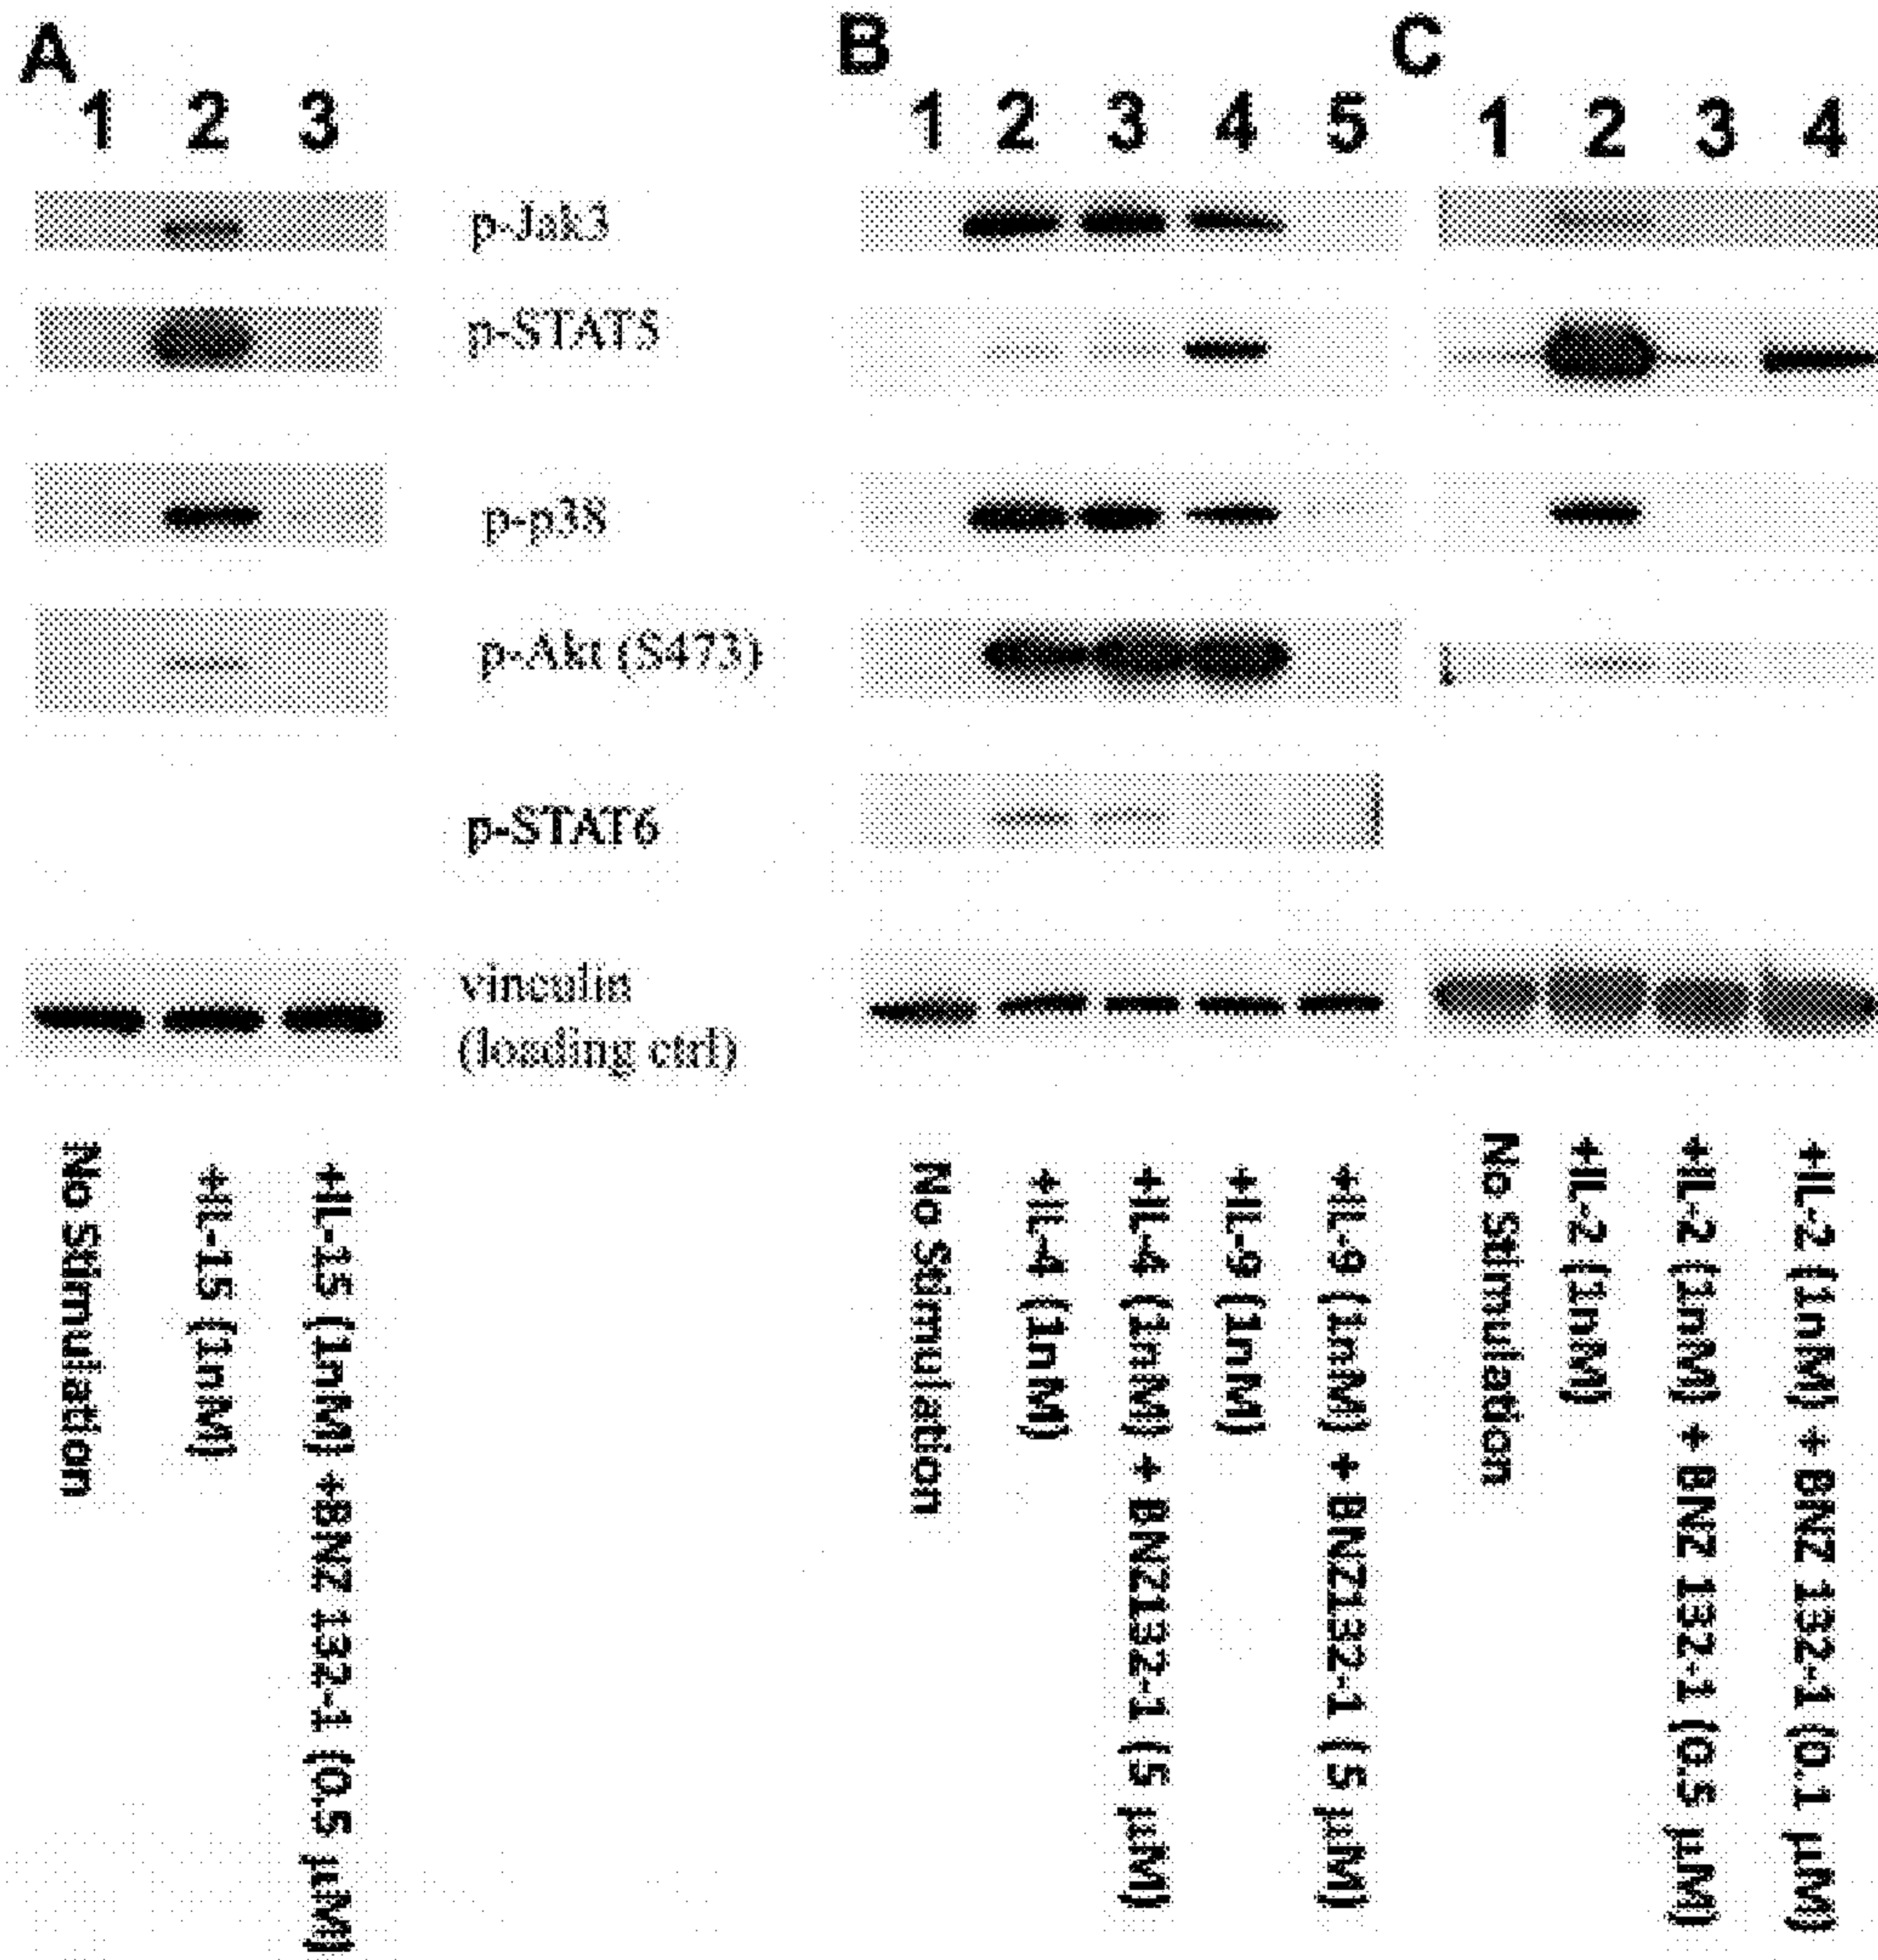 A
1 2 3
B
1 2 3 4 5
C
1 2 3 4
p-Jak3
p-STAT5
p-p38
p-Akt (S473)
p-STAT6
vinculin
(loading ctrl)
No Stimulation
+IL-15 (1nM)
+IL-15 (1nM) +BNZ 132-1 (0.5 µM)
No Stimulation
+IL-4 (1nM)
+IL-4 (1nM) + BNZ132-1 (5 µM)
+IL-9 (1nM)
+IL-9 (1nM) + BNZ132-1 (5 µM)
No Stimulation
+IL-2 (1nM)
+IL-2 (1nM) + BNZ 132-1 (0.5 µM)
+IL-2 (1nM) + BNZ 132-1 (0.1 µM)